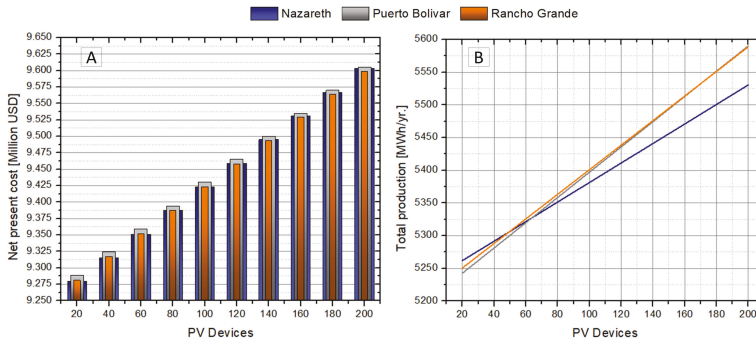 Nazareth Puerto Bolivar Rancho Grande
A
Net present cost [Million USD]
9.650
9.625
9.600
9.575
9.550
9.525
9.500
9.475
9.450
9.425
9.400
9.375
9.350
9.325
9.300
9.275
9.250
20 40 60 80 100 120 140 160 180 200
PV Devices
B
Total production [MWh/yr.]
5600
5550
5500
5450
5400
5350
5300
5250
5200
20 40 60 80 100 120 140 160 180 200
PV Devices